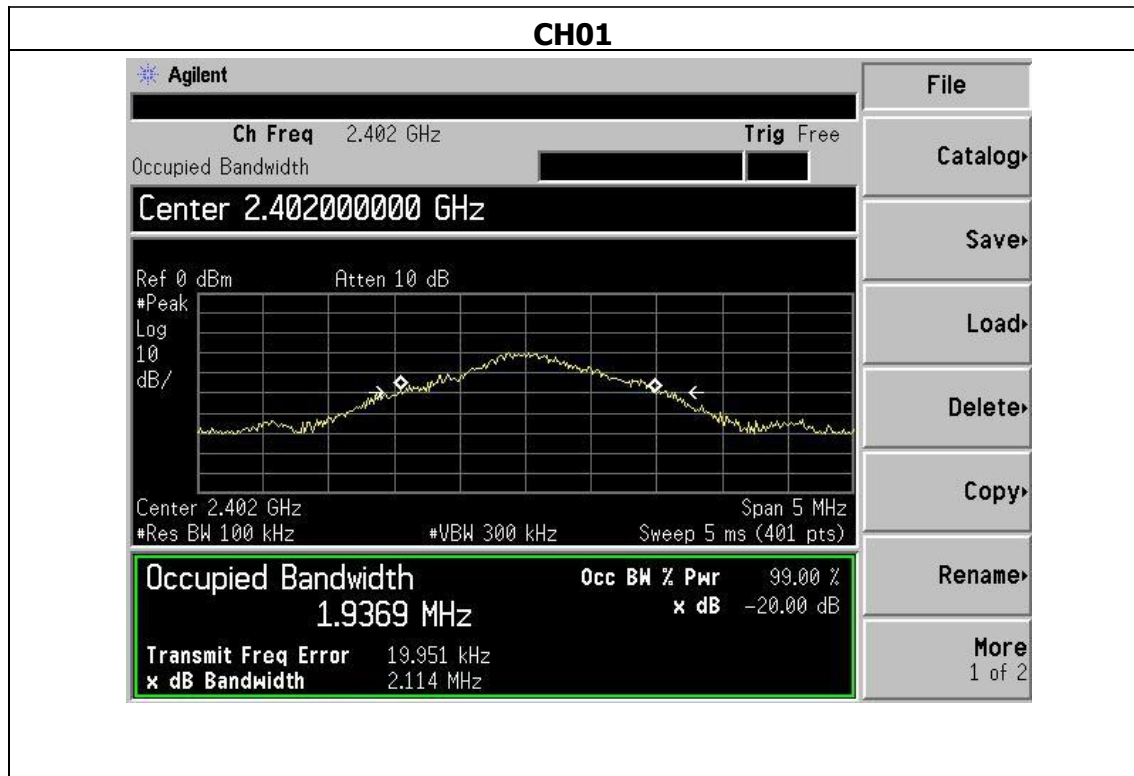 CH01
Agilent
File
Ch Freq 2.402 GHz Trig Free
Occupied Bandwidth
Catalog
Center 2.402000000 GHz
Save
Ref 0 dBm Atten 10 dB
#Peak
Log
10
dB/
Load
Delete
Copy
Center 2.402 GHz Span 5 MHz
#Res BW 100 kHz #VBW 300 kHz Sweep 5 ms (401 pts)
Occupied Bandwidth Occ BW % Pwr 99.00 %
1.9369 MHz x dB -20.00 dB
Rename
Transmit Freq Error 19.951 kHz
x dB Bandwidth 2.114 MHz
More
1 of 2